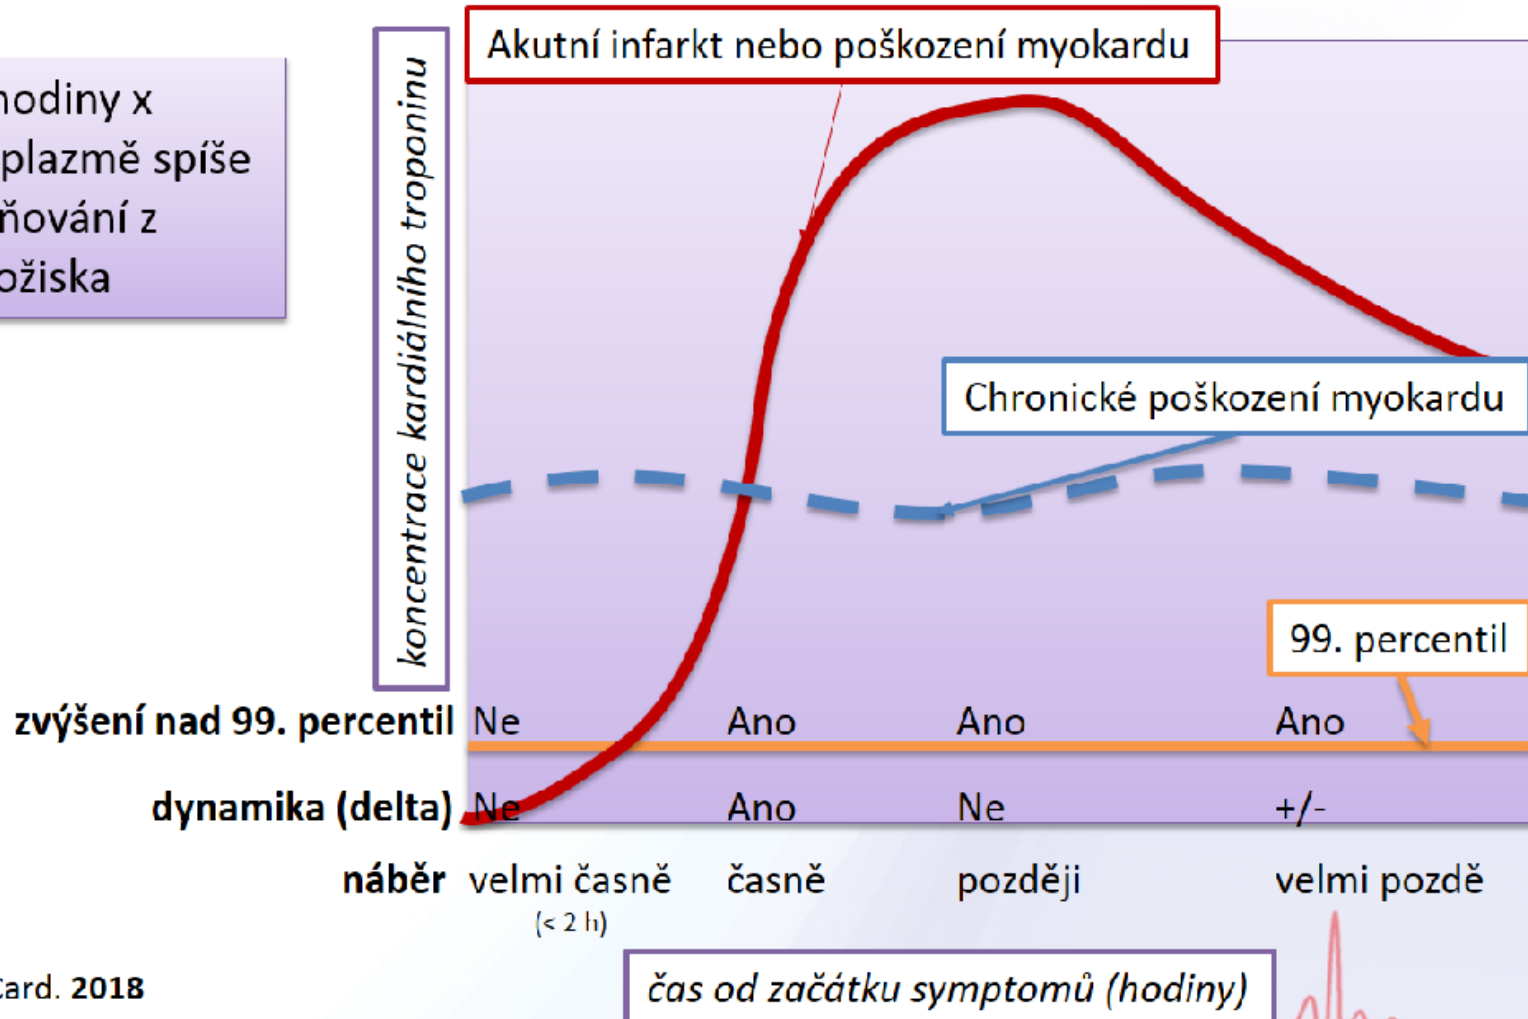 Akutní infarkt nebo poškození myokardu
hodiny x
plazmě spíše
z
koncentrace kardiálního troponinu
Chronické poškození myokardu
99. percentil
zvýšení nad 99. percentil Ne Ano Ano Ano
dynamika (delta) Ne Ano Ne +/-
náběr velmi časně časně později velmi pozdě
(< 2 h)
Card. 2018
čas od začátku symptomů (hodiny)